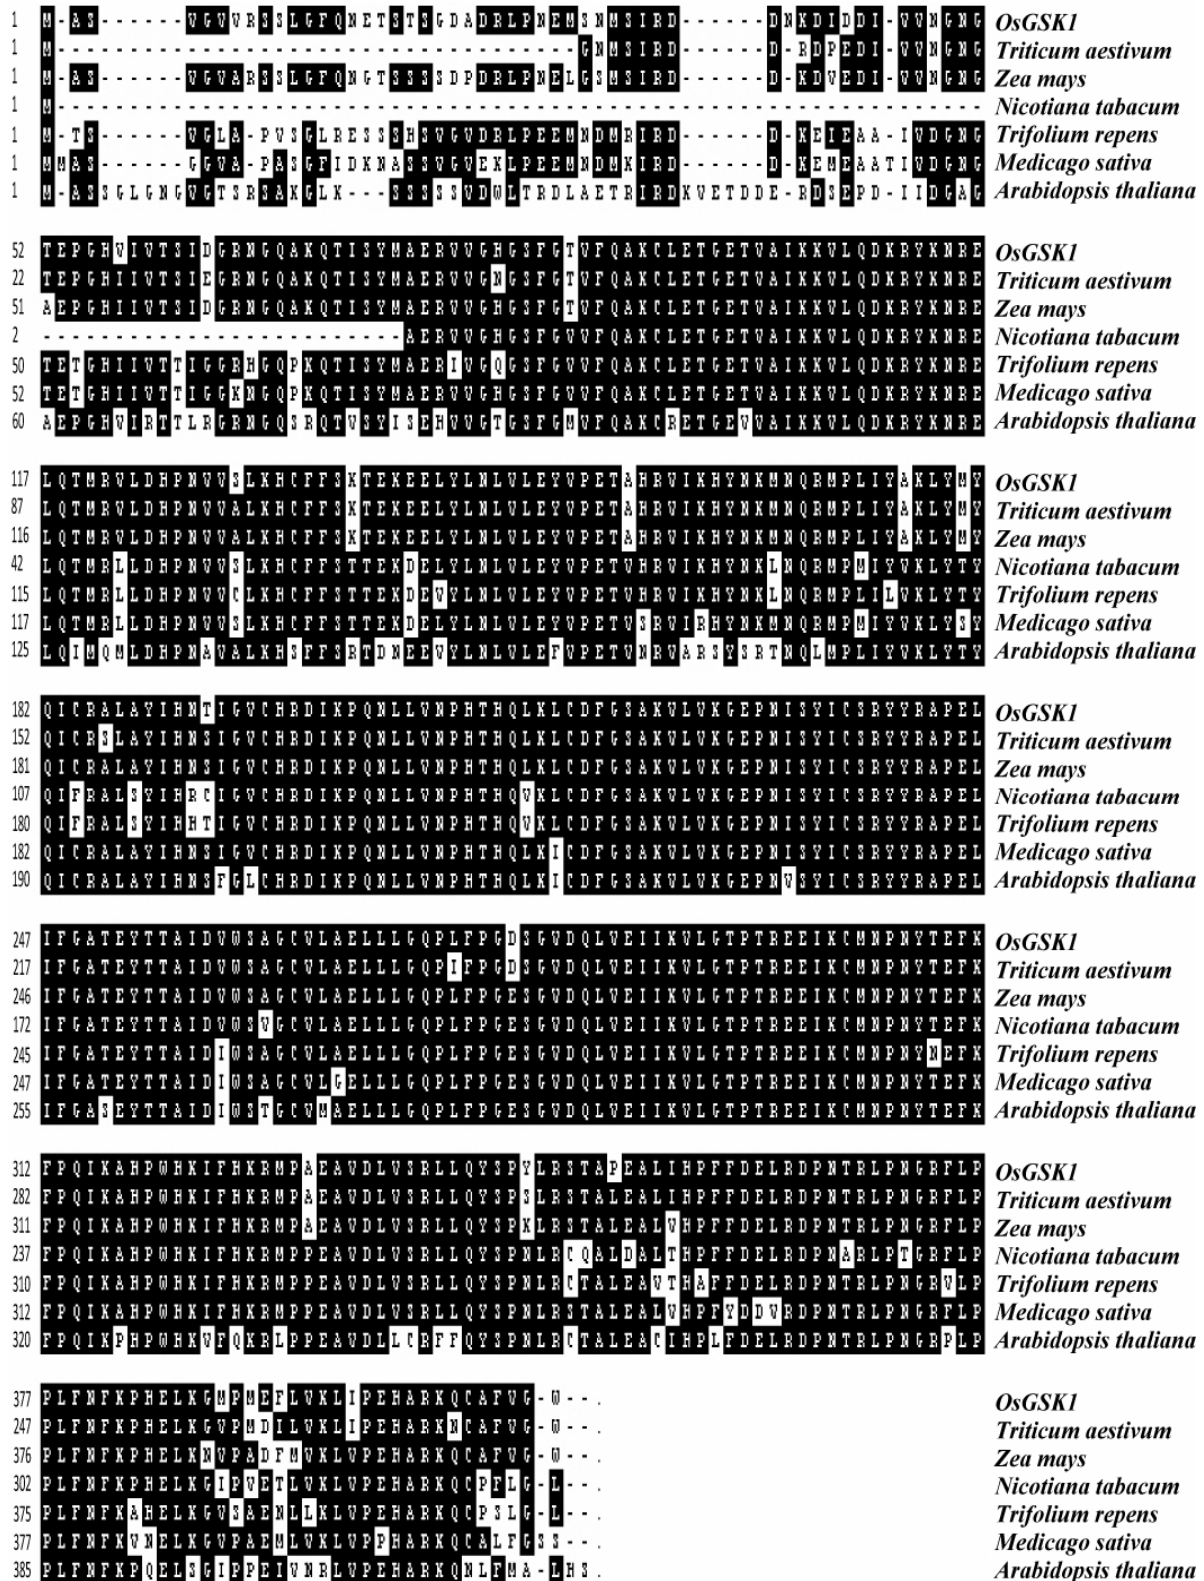 1 M-AS------VGVVRSSLGFQNETSTSGDADRLPNEMSNMSIRD------DNKDIDDI-VVNGNG OsGSK1
1 M------------------------------------GNMSIRD------D-RDPEDI-VVNGNG Triticum aestivum
1 M-AS------VGVARSSLGFQNGTSSSSDPDRLPNELGSMSIRD------D-KDVEDI-VVNGNG Zea mays
1 M---------------------------------------------------------------- Nicotiana tabacum
1 M-TS------VGLA-PVSGLRESSSHSVGVDRLPEEMNDMRIRD------D-KEIEAA-IVDGNG Trifolium repens
1 MMAS------GGVA-PASGFIDKNASSVGVEKLPEEMNDMKIRD------D-KEMEAATIVDGNG Medicago sativa
1 M-ASSGLGNGVGTSRSAKGLK---SSSSSVDWLTRDLAETRIRDKVETDDE-RDSEPD-IIDGAG Arabidopsis thaliana
52 TEPGHVIVTSIDGRNGQAKQTISYMAERVVGHGSFGTVFQAKCLETGETVAIKKVLQDKRYKNRE OsGSK1
22 TEPGHIIVTSIEGRNGQAKQTISYMAERVVGNGSFGTVFQAKCLETGETVAIKKVLQDKRYKNRE Triticum aestivum
51 AEPGHIIVTSIDGRNGQAKQTISYMAERVVGHGSFGTVFQAKCLETGETVAIKKVLQDKRYKNRE Zea mays
2 -------------------------AERVVGHGSFGVVFQAKCLETGETVAIKKVLQDKRYKNRE Nicotiana tabacum
50 TETGHIIVTTIGGRHGQPKQTISYMAERIVGQGSFGVVFQAKCLETGETVAIKKVLQDKRYKNRE Trifolium repens
52 TETGHIIVTTIGGKNGQPKQTISYMAERVVGHGSFGVVFQAKCLETGETVAIKKVLQDKRYKNRE Medicago sativa
60 AEPGHVIRTTLRGRNGQSRQTVSYISEHVVGTGSFGMVFQAKCRETGEVVAIKKVLQDKRYKNRE Arabidopsis thaliana
117 LQTMRVLDHPNVVSLKHCFFSKTEKEELYLNLVLEYVPETAHRVIKHYNKMNQRMPLIYAKLYMY OsGSK1
87 LQTMRVLDHPNVVALKHCFFSKTEKEELYLNLVLEYVPETAHRVIKHYNKMNQRMPLIYAKLYMY Triticum aestivum
116 LQTMRVLDHPNVVALKHCFFSKTEKEELYLNLVLEYVPETAHRVIKHYNKMNQRMPLIYAKLYMY Zea mays
42 LQTMRLLDHPNVVSLKHCFFSTTEKDELYLNLVLEYVPETVHRVIKHYNKLNQRMPMIYVKLYTY Nicotiana tabacum
115 LQTMRLLDHPNVVCLKHCFFSTTEKDEVYLNLVLEYVPETVHRVIKHYNKLNQRMPLILVKLYTY Trifolium repens
117 LQTMRLLDHPNVVSLKHCFFSTTEKDELYLNLVLEYVPETVSRVIRHYNKMNQRMPMIYVKLYSY Medicago sativa
125 LQIMQMLDHPNAVALKHSFFSRTDNEEVYLNLVLEFVPETVNRVARSYSRTNQLMPLIYVKLYTY Arabidopsis thaliana
182 QICRALAYIHNTIGVCHRDIKPQNLLVNPHTHQLKLCDFGSAKVLVKGEPNISYICSRYYRAPEL OsGSK1
152 QICRSLAYIHNSIGVCHRDIKPQNLLVNPHTHQLKLCDFGSAKVLVKGEPNISYICSRYYRAPEL Triticum aestivum
181 QICRALAYIHNSIGVCHRDIKPQNLLVNPHTHQLKLCDFGSAKVLVKGEPNISYICSRYYRAPEL Zea mays
107 QIFRALSYIHRCIGVCHRDIKPQNLLVNPHTHQVKLCDFGSAKVLVKGEPNISYICSRYYRAPEL Nicotiana tabacum
180 QIFRALSYIHHTIGVCHRDIKPQNLLVNPHTHQVKLCDFGSAKVLVKGEPNISYICSRYYRAPEL Trifolium repens
182 QICRALAYIHNSIGVCHRDIKPQNLLVNPHTHQLKICDFGSAKVLVKGEPNISYICSRYYRAPEL Medicago sativa
190 QICRALAYIHNSFGLCHRDIKPQNLLVNPHTHQLKICDFGSAKVLVKGEPNVSYICSRYYRAPEL Arabidopsis thaliana
247 IFGATEYTTAIDVWSAGCVLAELLLGQPLFPGDSGVDQLVEIIKVLGTPTREEIKCMNPNYTEFK OsGSK1
217 IFGATEYTTAIDVWSAGCVLAELLLGQPIFPGDSGVDQLVEIIKVLGTPTREEIKCMNPNYTEFK Triticum aestivum
246 IFGATEYTTAIDVWSAGCVLAELLLGQPLFPGESGVDQLVEIIKVLGTPTREEIKCMNPNYTEFK Zea mays
172 IFGATEYTTAIDVWSVGCVLAELLLGQPLFPGESGVDQLVEIIKVLGTPTREEIKCMNPNYTEFK Nicotiana tabacum
245 IFGATEYTTAIDIWSAGCVLAELLLGQPLFPGESGVDQLVEIIKVLGTPTREEIKCMNPNYNEFK Trifolium repens
247 IFGATEYTTAIDIWSAGCVLGELLLGQPLFPGESGVDQLVEIIKVLGTPTREEIKCMNPNYTEFK Medicago sativa
255 IFGASEYTTAIDIWSTGCVMAELLLGQPLFPGESGVDQLVEIIKVLGTPTREEIKCMNPNYTEFK Arabidopsis thaliana
312 FPQIKAHPWHKIFHKRMPAEAVDLVSRLLQYSPYLRSTAPEALIHPFFDELRDPNTRLPNGRFLP OsGSK1
282 FPQIKAHPWHKIFHKRMPAEAVDLVSRLLQYSPSLRSTALEALIHPFFDELRDPNTRLPNGRFLP Triticum aestivum
311 FPQIKAHPWHKIFHKRMPAEAVDLVSRLLQYSPKLRSTALEALVHPFFDELRDPNTRLPNGRFLP Zea mays
237 FPQIKAHPWHKIFHKRMPPEAVDLVSRLLQYSPNLRCQALDALTHPFFDELRDPNARLPTGRFLP Nicotiana tabacum
310 FPQIKAHPWHKIFHKRMPPEAVDLVSRLLQYSPNLRCTALEAVTHAFFDELRDPNTRLPNGRVLP Trifolium repens
312 FPQIKAHPWHKIFHKRMPPEAVDLVSRLLQYSPNLRSTALEALVHPFYDDVRDPNTRLPNGRFLP Medicago sativa
320 FPQIKPHPWHKVFQKRLPPEAVDLLCRFFQYSPNLRCTALEACIHPLFDELRDPNTRLPNGRPLP Arabidopsis thaliana
377 PLFNFKPHELKGMPMEFLVKLIPEHARKQCAFVG-W--. OsGSK1
247 PLFNFKPHELKGVPMDILVKLIPEHARKNCAFVG-W--. Triticum aestivum
376 PLFNFKPHELKNVPADFMVKLVPEHARKQCAFVG-W--. Zea mays
302 PLFNFKPHELKGIPVETLVKLVPEHARKQCPFLG-L--. Nicotiana tabacum
375 PLFNFKAHELKGVSAENLLKLVPEHARKQCPSLG-L--. Trifolium repens
377 PLFNFKVNELKGVPAEMLVKLVPPHARKQCALFGSS--. Medicago sativa
385 PLFNFKPQELSGIPPEIVNRLVPEHARKQNLFMA-LHS. Arabidopsis thaliana